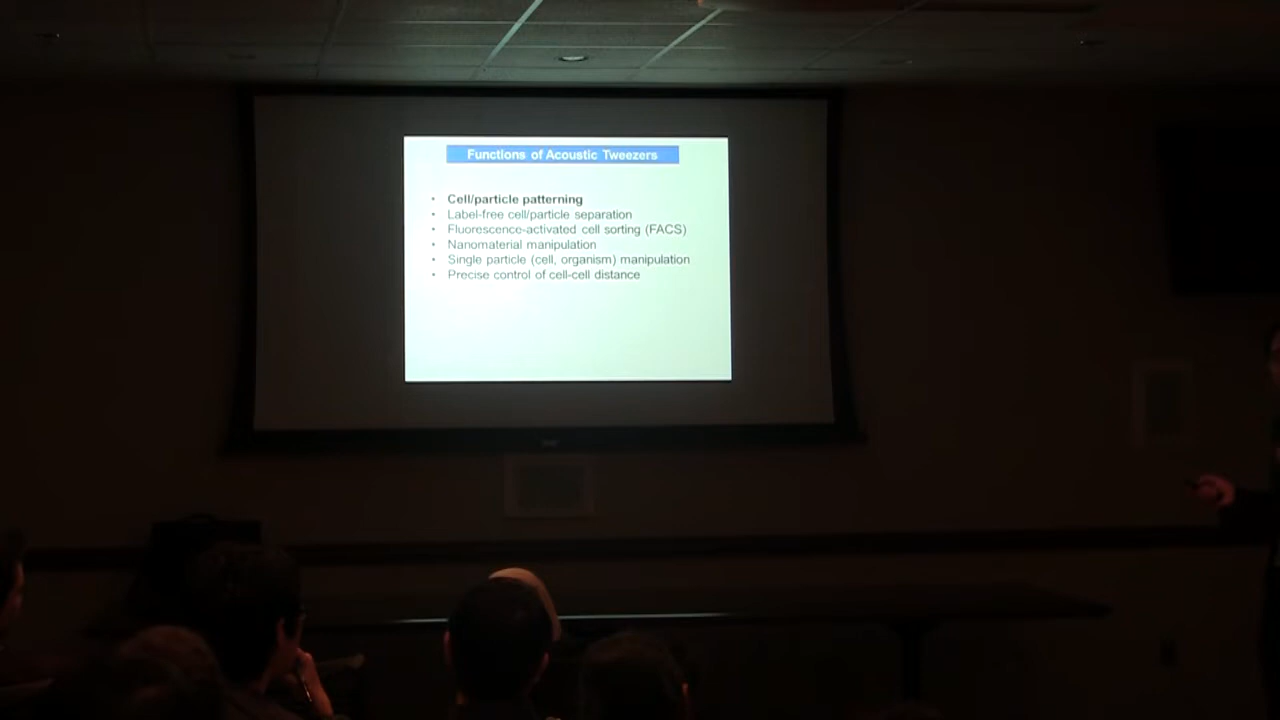 Functions of Acoustic Tweezers
• Cell/particle patterning
• Label-free cell/particle separation
• Fluorescence-activated cell sorting (FACS)
• Nanomaterial manipulation
• Single particle (cell, organism) manipulation
• Precise control of cell-cell distance